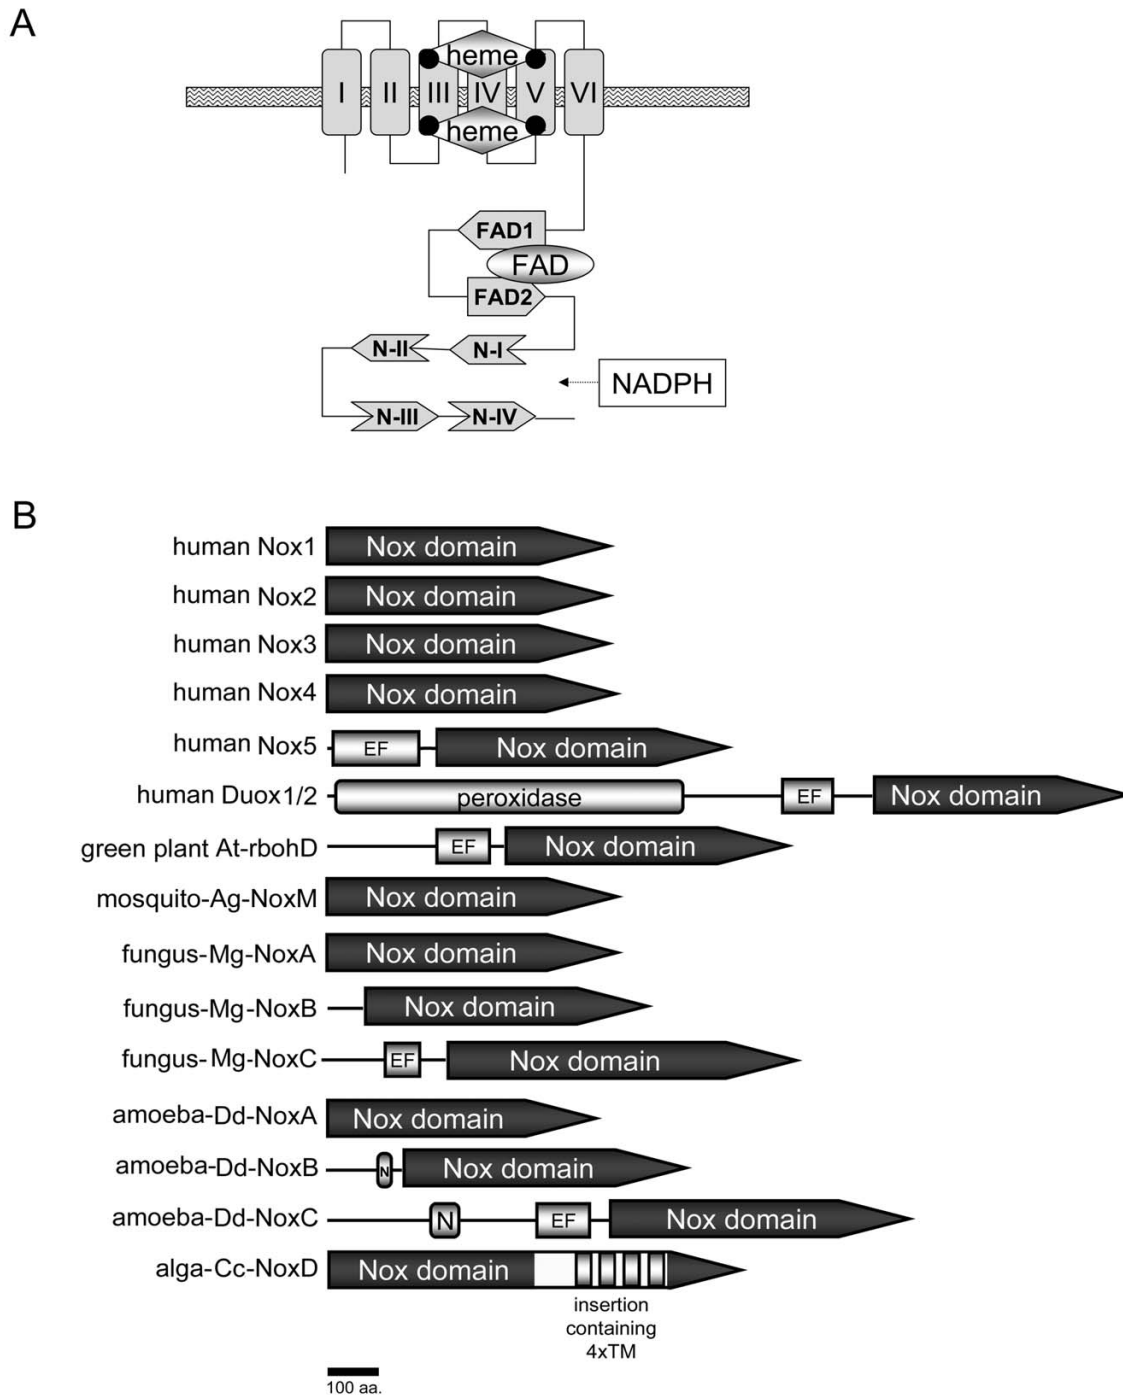 A
heme
I II III IV V VI
heme
FAD1
FAD
FAD2
N-II N-I
NADPH
N-III N-IV
B
human Nox1 Nox domain
human Nox2 Nox domain
human Nox3 Nox domain
human Nox4 Nox domain
human Nox5 EF Nox domain
human Duox1/2 peroxidase EF Nox domain
green plant At-rbohD EF Nox domain
mosquito-Ag-NoxM Nox domain
fungus-Mg-NoxA Nox domain
fungus-Mg-NoxB Nox domain
fungus-Mg-NoxC EF Nox domain
amoeba-Dd-NoxA Nox domain
amoeba-Dd-NoxB N Nox domain
amoeba-Dd-NoxC N EF Nox domain
alga-Cc-NoxD Nox domain
insertion
containing
4xTM
100 aa.